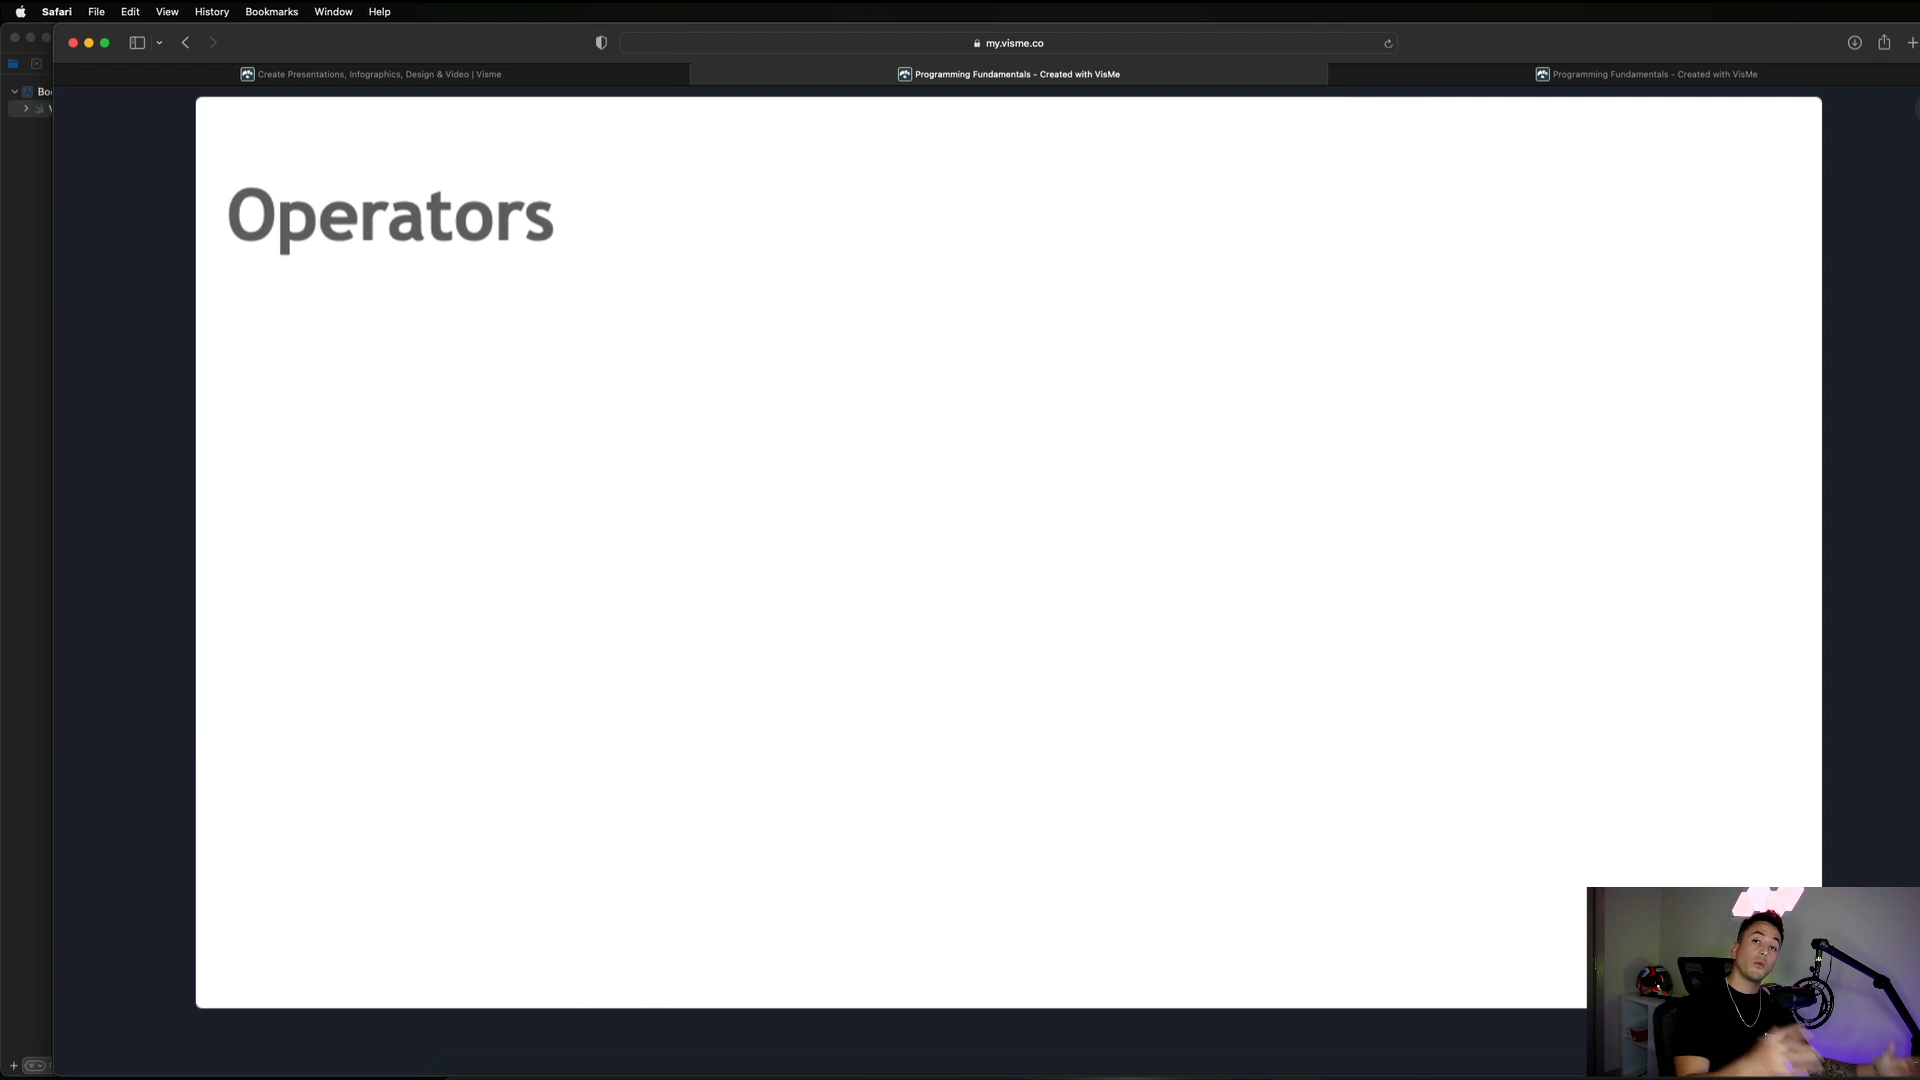 Safari File Edit View History Bookmarks Window Help
my.visme.co
Create Presentations, Infographics, Design & Video | Visme
Programming Fundamentals - Created with VisMe
Programming Fundamentals - Created with VisMe
Operators